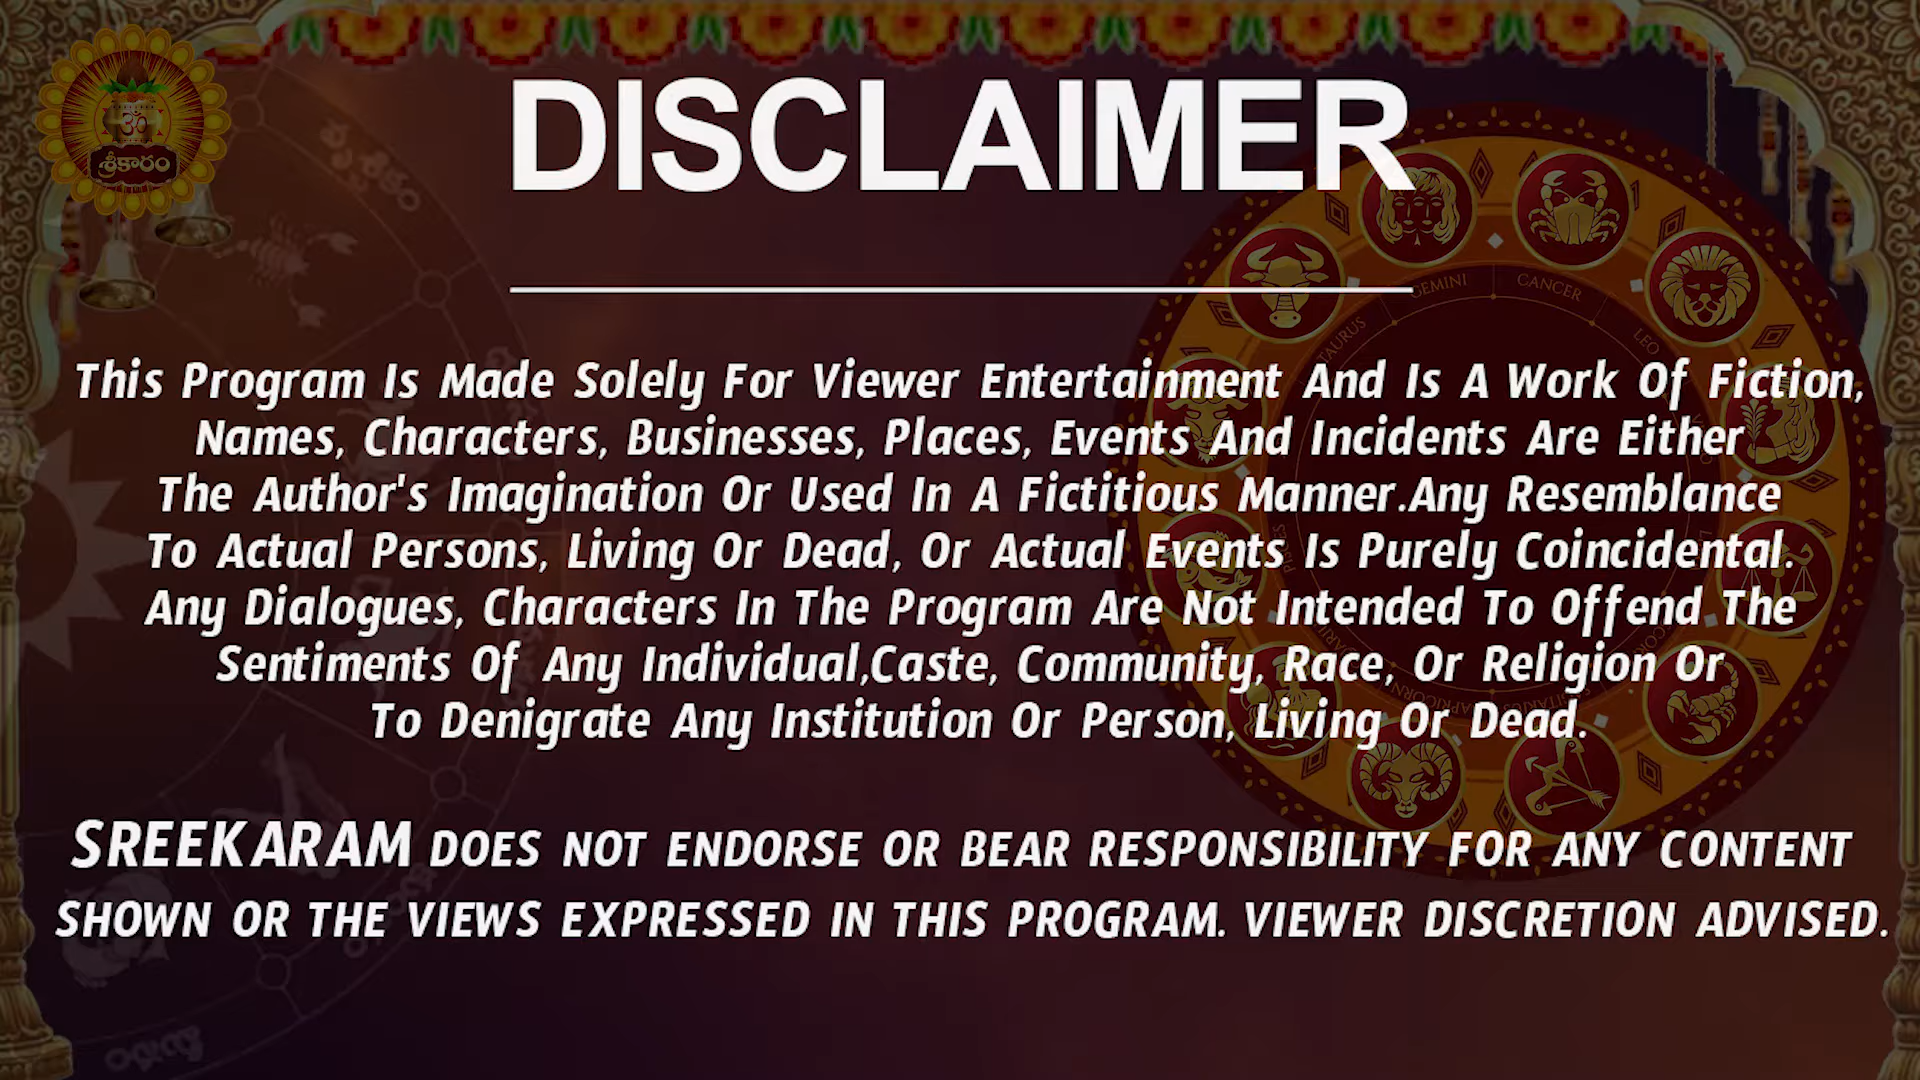 శ్రీకారం
DISCLAIMER
GEMINI
CANCER
TAURUS
LEO
This Program Is Made Solely For Viewer Entertainment And Is A Work Of Fiction,
Names, Characters, Businesses, Places, Events And Incidents Are Either
The Author's Imagination Or Used In A Fictitious Manner.Any Resemblance
To Actual Persons, Living Or Dead, Or Actual Events Is Purely Coincidental.
Any Dialogues, Characters In The Program Are Not Intended To Offend The
Sentiments Of Any Individual,Caste, Community, Race, Or Religion Or
To Denigrate Any Institution Or Person, Living Or Dead.
SREEKARAM DOES NOT ENDORSE OR BEAR RESPONSIBILITY FOR ANY CONTENT
SHOWN OR THE VIEWS EXPRESSED IN THIS PROGRAM. VIEWER DISCRETION ADVISED.